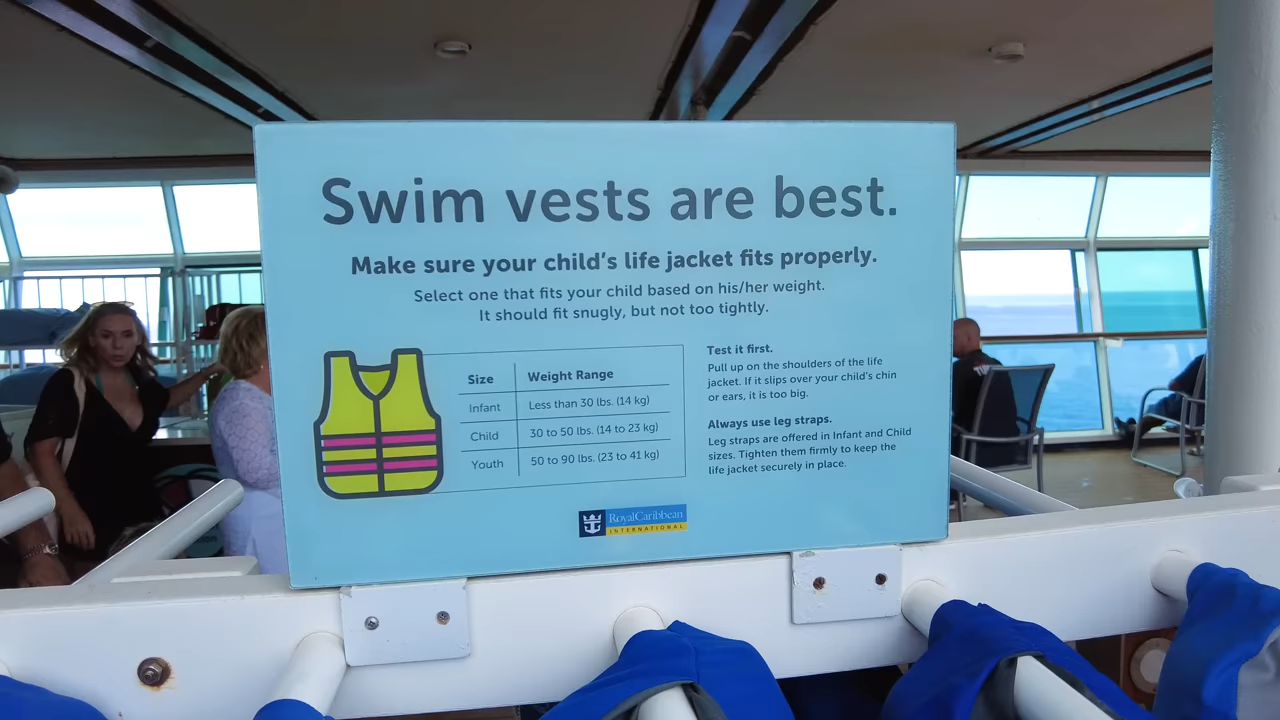 Swim vests are best.
Make sure your child's life jacket fits properly.
Select one that fits your child based on his/her weight.
It should fit snugly, but not too tightly.
Size Weight Range
Infant Less than 30 lbs. (14 kg)
Child 30 to 50 lbs. (14 to 23 kg)
Youth 50 to 90 lbs. (23 to 41 kg)
Test it first.
Pull up on the shoulders of the life
jacket. If it slips over your child's chin
or ears, it is too big.
Always use leg straps.
Leg straps are offered in Infant and Child
sizes. Tighten them firmly to keep the
life jacket securely in place.
RoyalCaribbean
INTERNATIONAL